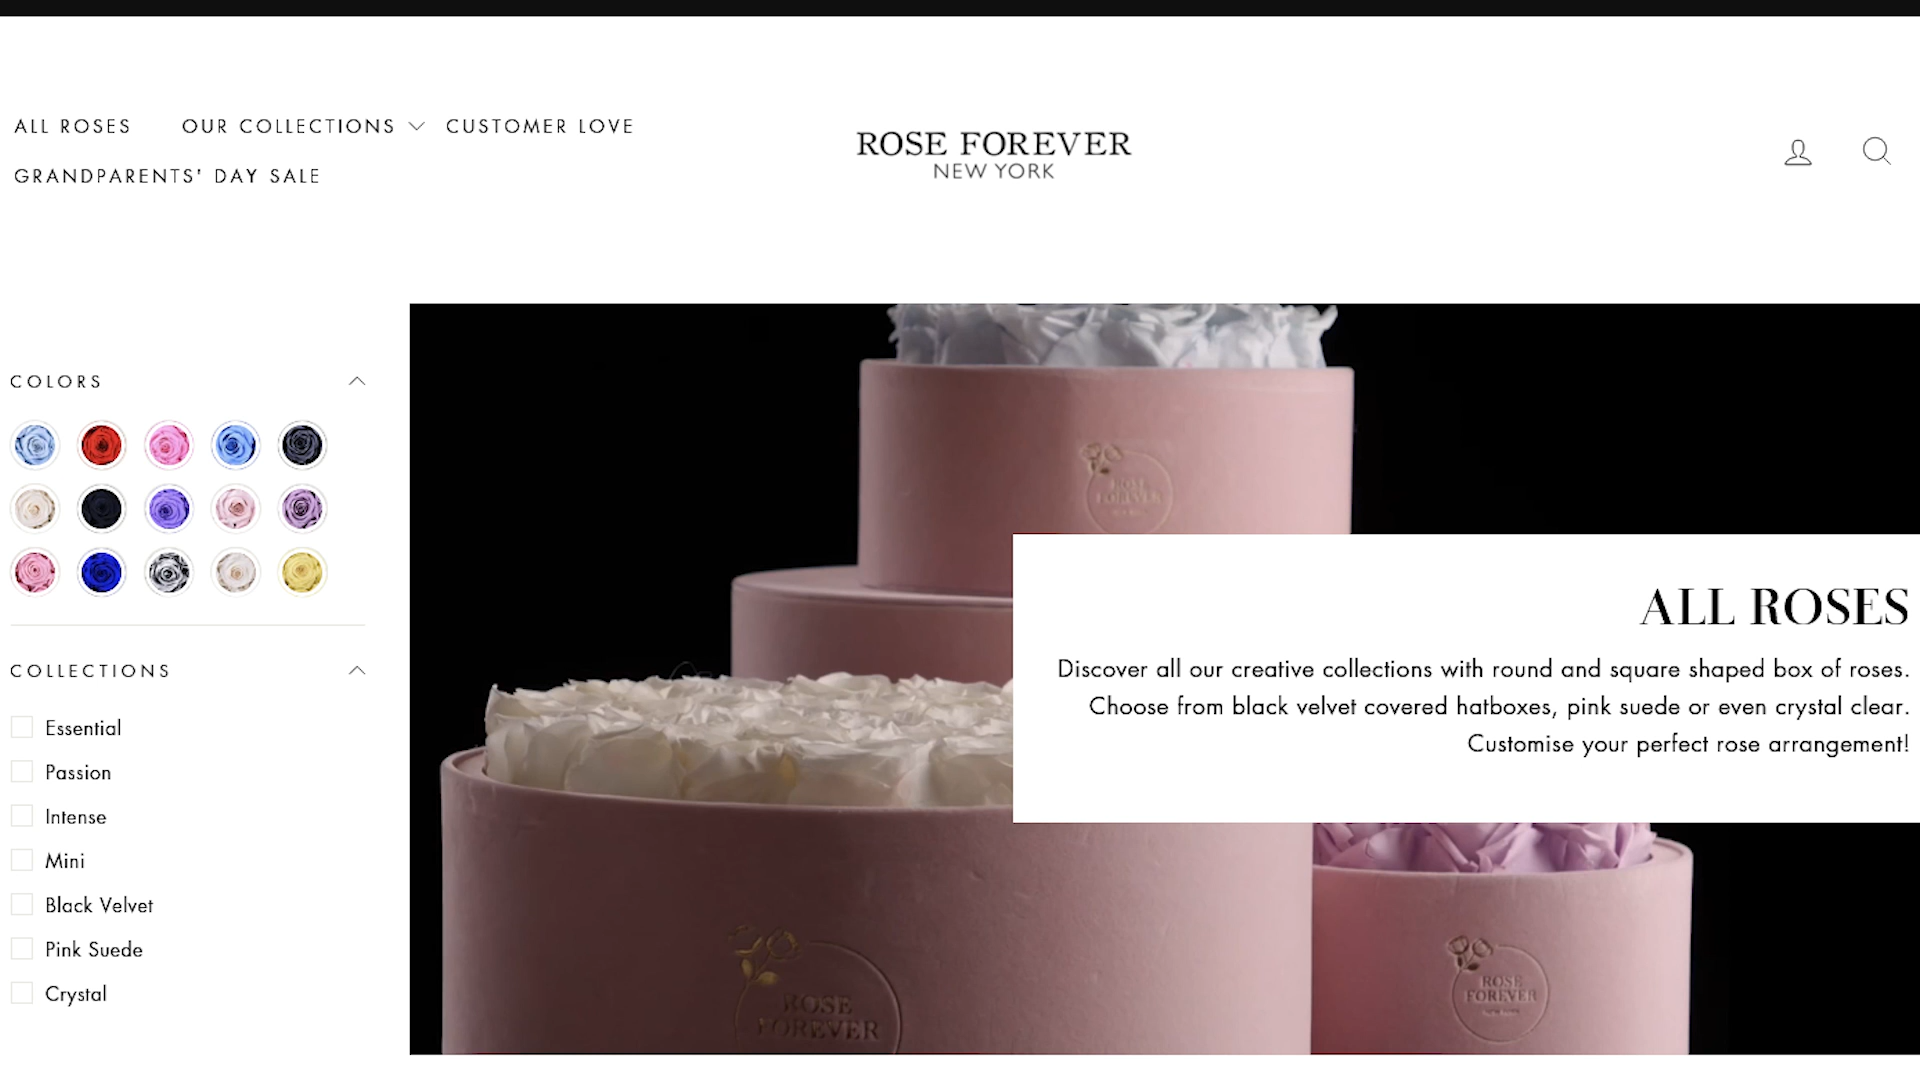 ALL ROSES OUR COLLECTIONS CUSTOMER LOVE
GRANDPARENTS' DAY SALE
ROSE FOREVER
NEW YORK
COLORS
COLLECTIONS
Essential
Passion
Intense
Mini
Black Velvet
Pink Suede
Crystal
ROSE
FOREVER
ALL ROSES
Discover all our creative collections with round and square shaped box of roses.
Choose from black velvet covered hatboxes, pink suede or even crystal clear.
Customise your perfect rose arrangement!
ROSE
FOREVER
ROSE
FOREVER